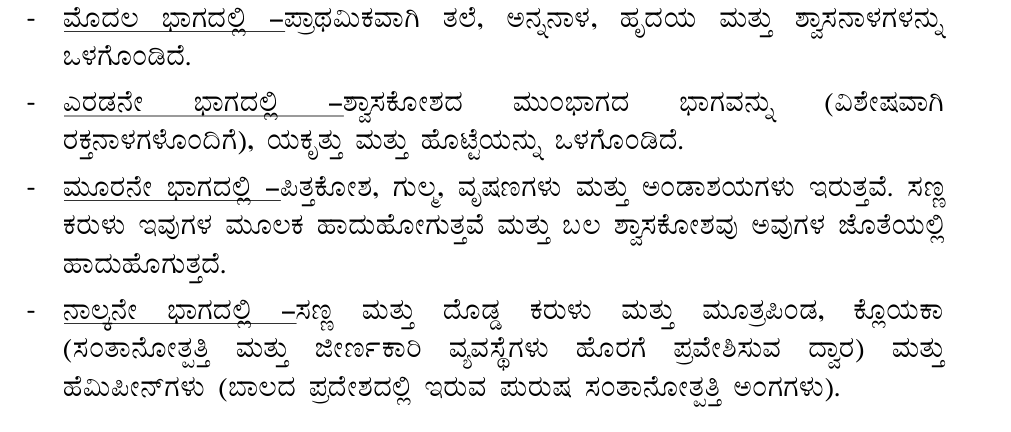 - ಮೊದಲ ಭಾಗದಲ್ಲಿ –ಪ್ರಾಥಮಿಕವಾಗಿ ತಲೆ, ಅನ್ನನಾಳ, ಹೃದಯ ಮತ್ತು ಶ್ವಾಸನಾಳಗಳನ್ನು
ಒಳಗೊಂಡಿದೆ.
- ಎರಡನೇ ಭಾಗದಲ್ಲಿ –ಶ್ವಾಸಕೋಶದ ಮುಂಭಾಗದ ಭಾಗವನ್ನು (ವಿಶೇಷವಾಗಿ
ರಕ್ತನಾಳಗಳೊಂದಿಗೆ), ಯಕೃತ್ತು ಮತ್ತು ಹೊಟ್ಟೆಯನ್ನು ಒಳಗೊಂಡಿದೆ.
- ಮೂರನೇ ಭಾಗದಲ್ಲಿ –ಪಿತ್ತಕೋಶ, ಗುಲ್ಮ, ವೃಷಣಗಳು ಮತ್ತು ಅಂಡಾಶಯಗಳು ಇರುತ್ತವೆ. ಸಣ್ಣ
ಕರುಳು ಇವುಗಳ ಮೂಲಕ ಹಾದುಹೋಗುತ್ತವೆ ಮತ್ತು ಬಲ ಶ್ವಾಸಕೋಶವು ಅವುಗಳ ಜೊತೆಯಲ್ಲಿ
ಹಾದುಹೊಗುತ್ತದೆ.
- ನಾಲ್ಕನೇ ಭಾಗದಲ್ಲಿ –ಸಣ್ಣ ಮತ್ತು ದೊಡ್ಡ ಕರುಳು ಮತ್ತು ಮೂತ್ರಪಿಂಡ, ಕ್ಲೊಯಕಾ
(ಸಂತಾನೋತ್ಪತ್ತಿ ಮತ್ತು ಜೀರ್ಣಕಾರಿ ವ್ಯವಸ್ಥೆಗಳು ಹೊರಗೆ ಪ್ರವೇಶಿಸುವ ದ್ವಾರ) ಮತ್ತು
ಹೆಮಿಪೀನ್‌ಗಳು (ಬಾಲದ ಪ್ರದೇಶದಲ್ಲಿ ಇರುವ ಪುರುಷ ಸಂತಾನೋತ್ಪತ್ತಿ ಅಂಗಗಳು).